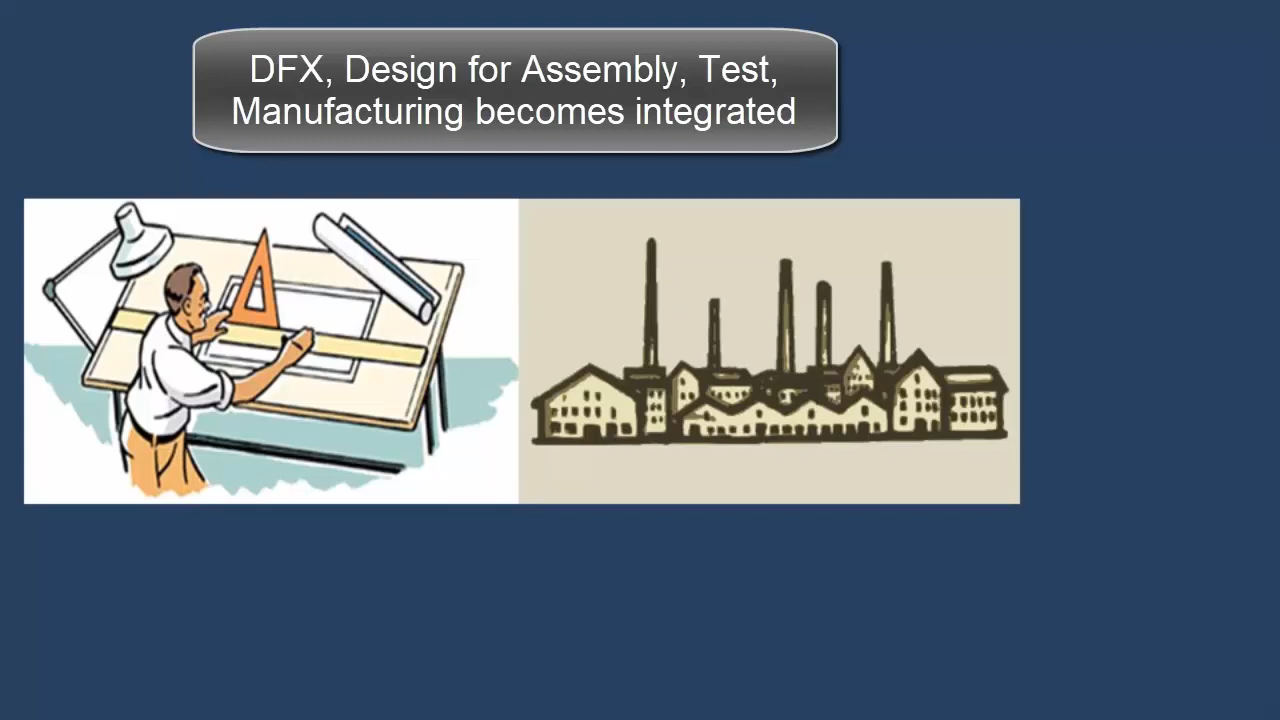 DFX, Design for Assembly, Test,
Manufacturing becomes integrated